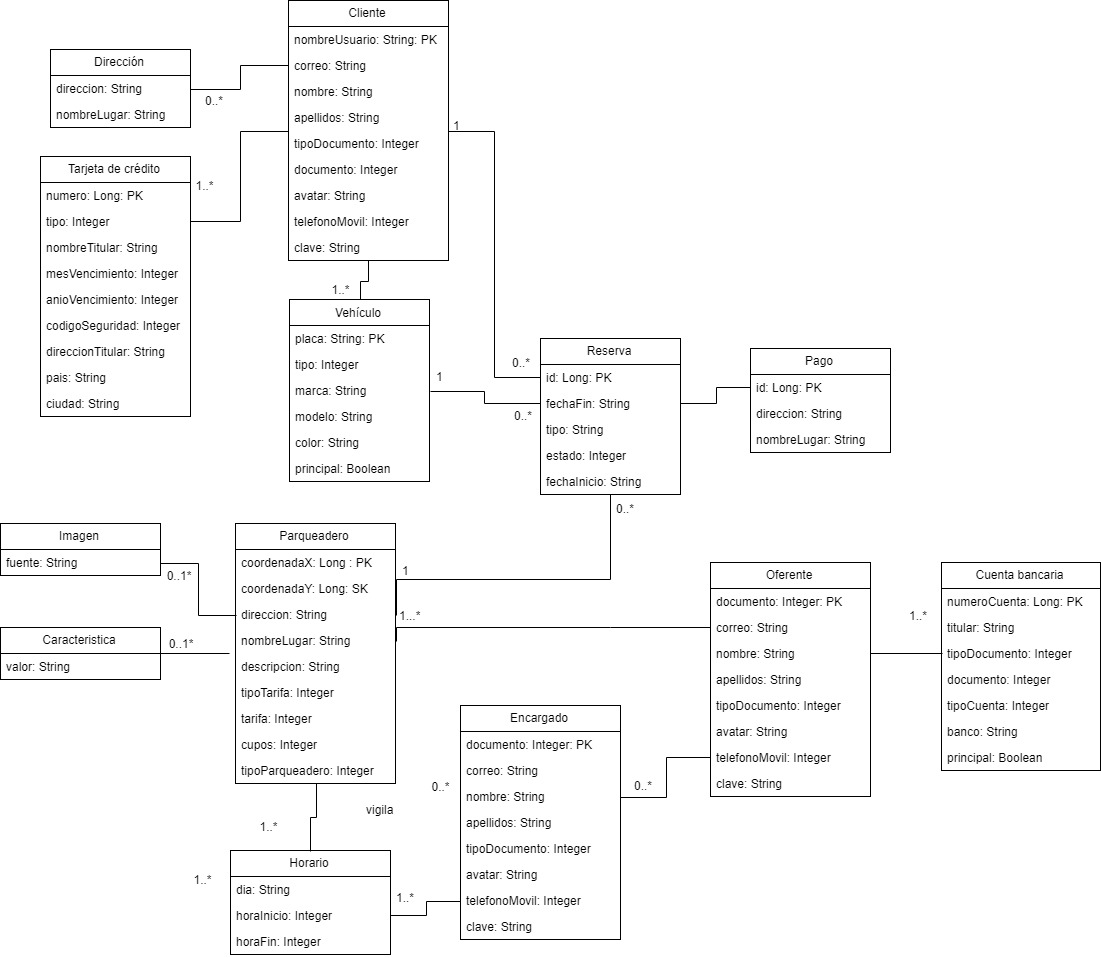 Cliente
nombreUsuario: String: PK
correo: String
nombre: String
apellidos: String
tipoDocumento: Integer
documento: Integer
avatar: String
telefonoMovil: Integer
clave: String
Dirección
direccion: String
nombreLugar: String
0..*
Tarjeta de crédito
numero: Long: PK
tipo: Integer
nombreTitular: String
mesVencimiento: Integer
anioVencimiento: Integer
codigoSeguridad: Integer
direccionTitular: String
pais: String
ciudad: String
1..*
1
1..*
Vehículo
placa: String: PK
tipo: Integer
marca: String
modelo: String
color: String
principal: Boolean
1
0..*
0..*
Reserva
id: Long: PK
fechaFin: String
tipo: String
estado: Integer
fechaInicio: String
0..*
Pago
id: Long: PK
direccion: String
nombreLugar: String
Imagen
fuente: String
0..1*
Caracteristica
valor: String
0..1*
Parqueadero
coordenadaX: Long : PK
coordenadaY: Long: SK
direccion: String
nombreLugar: String
descripcion: String
tipoTarifa: Integer
tarifa: Integer
cupos: Integer
tipoParqueadero: Integer
1
1...*
Oferente
documento: Integer: PK
correo: String
nombre: String
apellidos: String
tipoDocumento: Integer
avatar: String
telefonoMovil: Integer
clave: String
1..*
Cuenta bancaria
numeroCuenta: Long: PK
titular: String
tipoDocumento: Integer
documento: Integer
tipoCuenta: Integer
banco: String
principal: Boolean
Encargado
documento: Integer: PK
correo: String
nombre: String
apellidos: String
tipoDocumento: Integer
avatar: String
telefonoMovil: Integer
clave: String
0..*
0..*
vigila
1..*
1..*
1..*
Horario
dia: String
horaInicio: Integer
horaFin: Integer